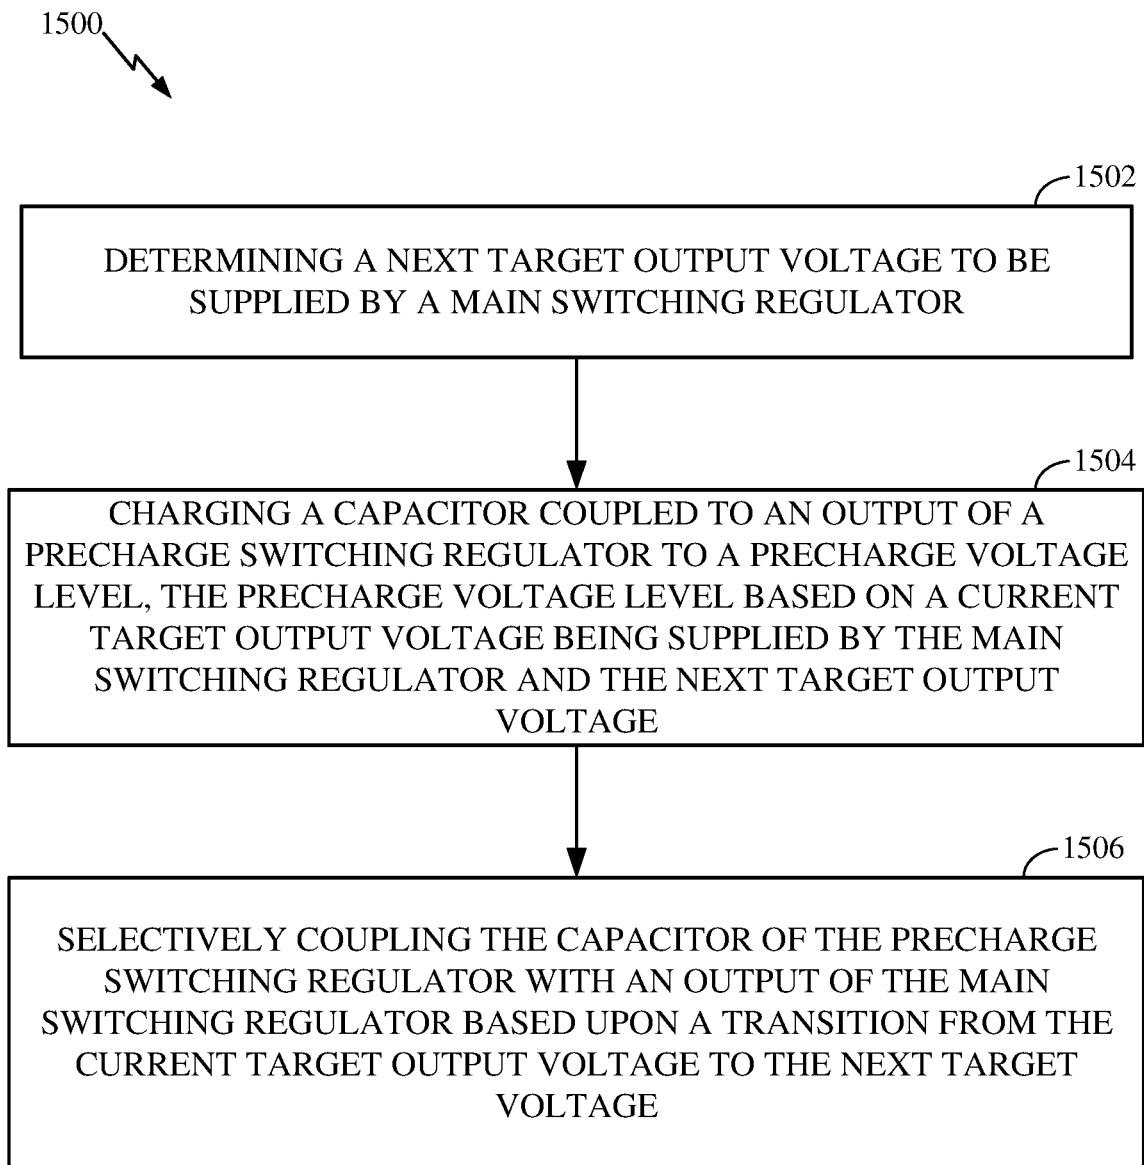 1500
1502
DETERMINING A NEXT TARGET OUTPUT VOLTAGE TO BE
SUPPLIED BY A MAIN SWITCHING REGULATOR
1504
CHARGING A CAPACITOR COUPLED TO AN OUTPUT OF A
PRECHARGE SWITCHING REGULATOR TO A PRECHARGE VOLTAGE
LEVEL, THE PRECHARGE VOLTAGE LEVEL BASED ON A CURRENT
TARGET OUTPUT VOLTAGE BEING SUPPLIED BY THE MAIN
SWITCHING REGULATOR AND THE NEXT TARGET OUTPUT
VOLTAGE
1506
SELECTIVELY COUPLING THE CAPACITOR OF THE PRECHARGE
SWITCHING REGULATOR WITH AN OUTPUT OF THE MAIN
SWITCHING REGULATOR BASED UPON A TRANSITION FROM THE
CURRENT TARGET OUTPUT VOLTAGE TO THE NEXT TARGET
VOLTAGE